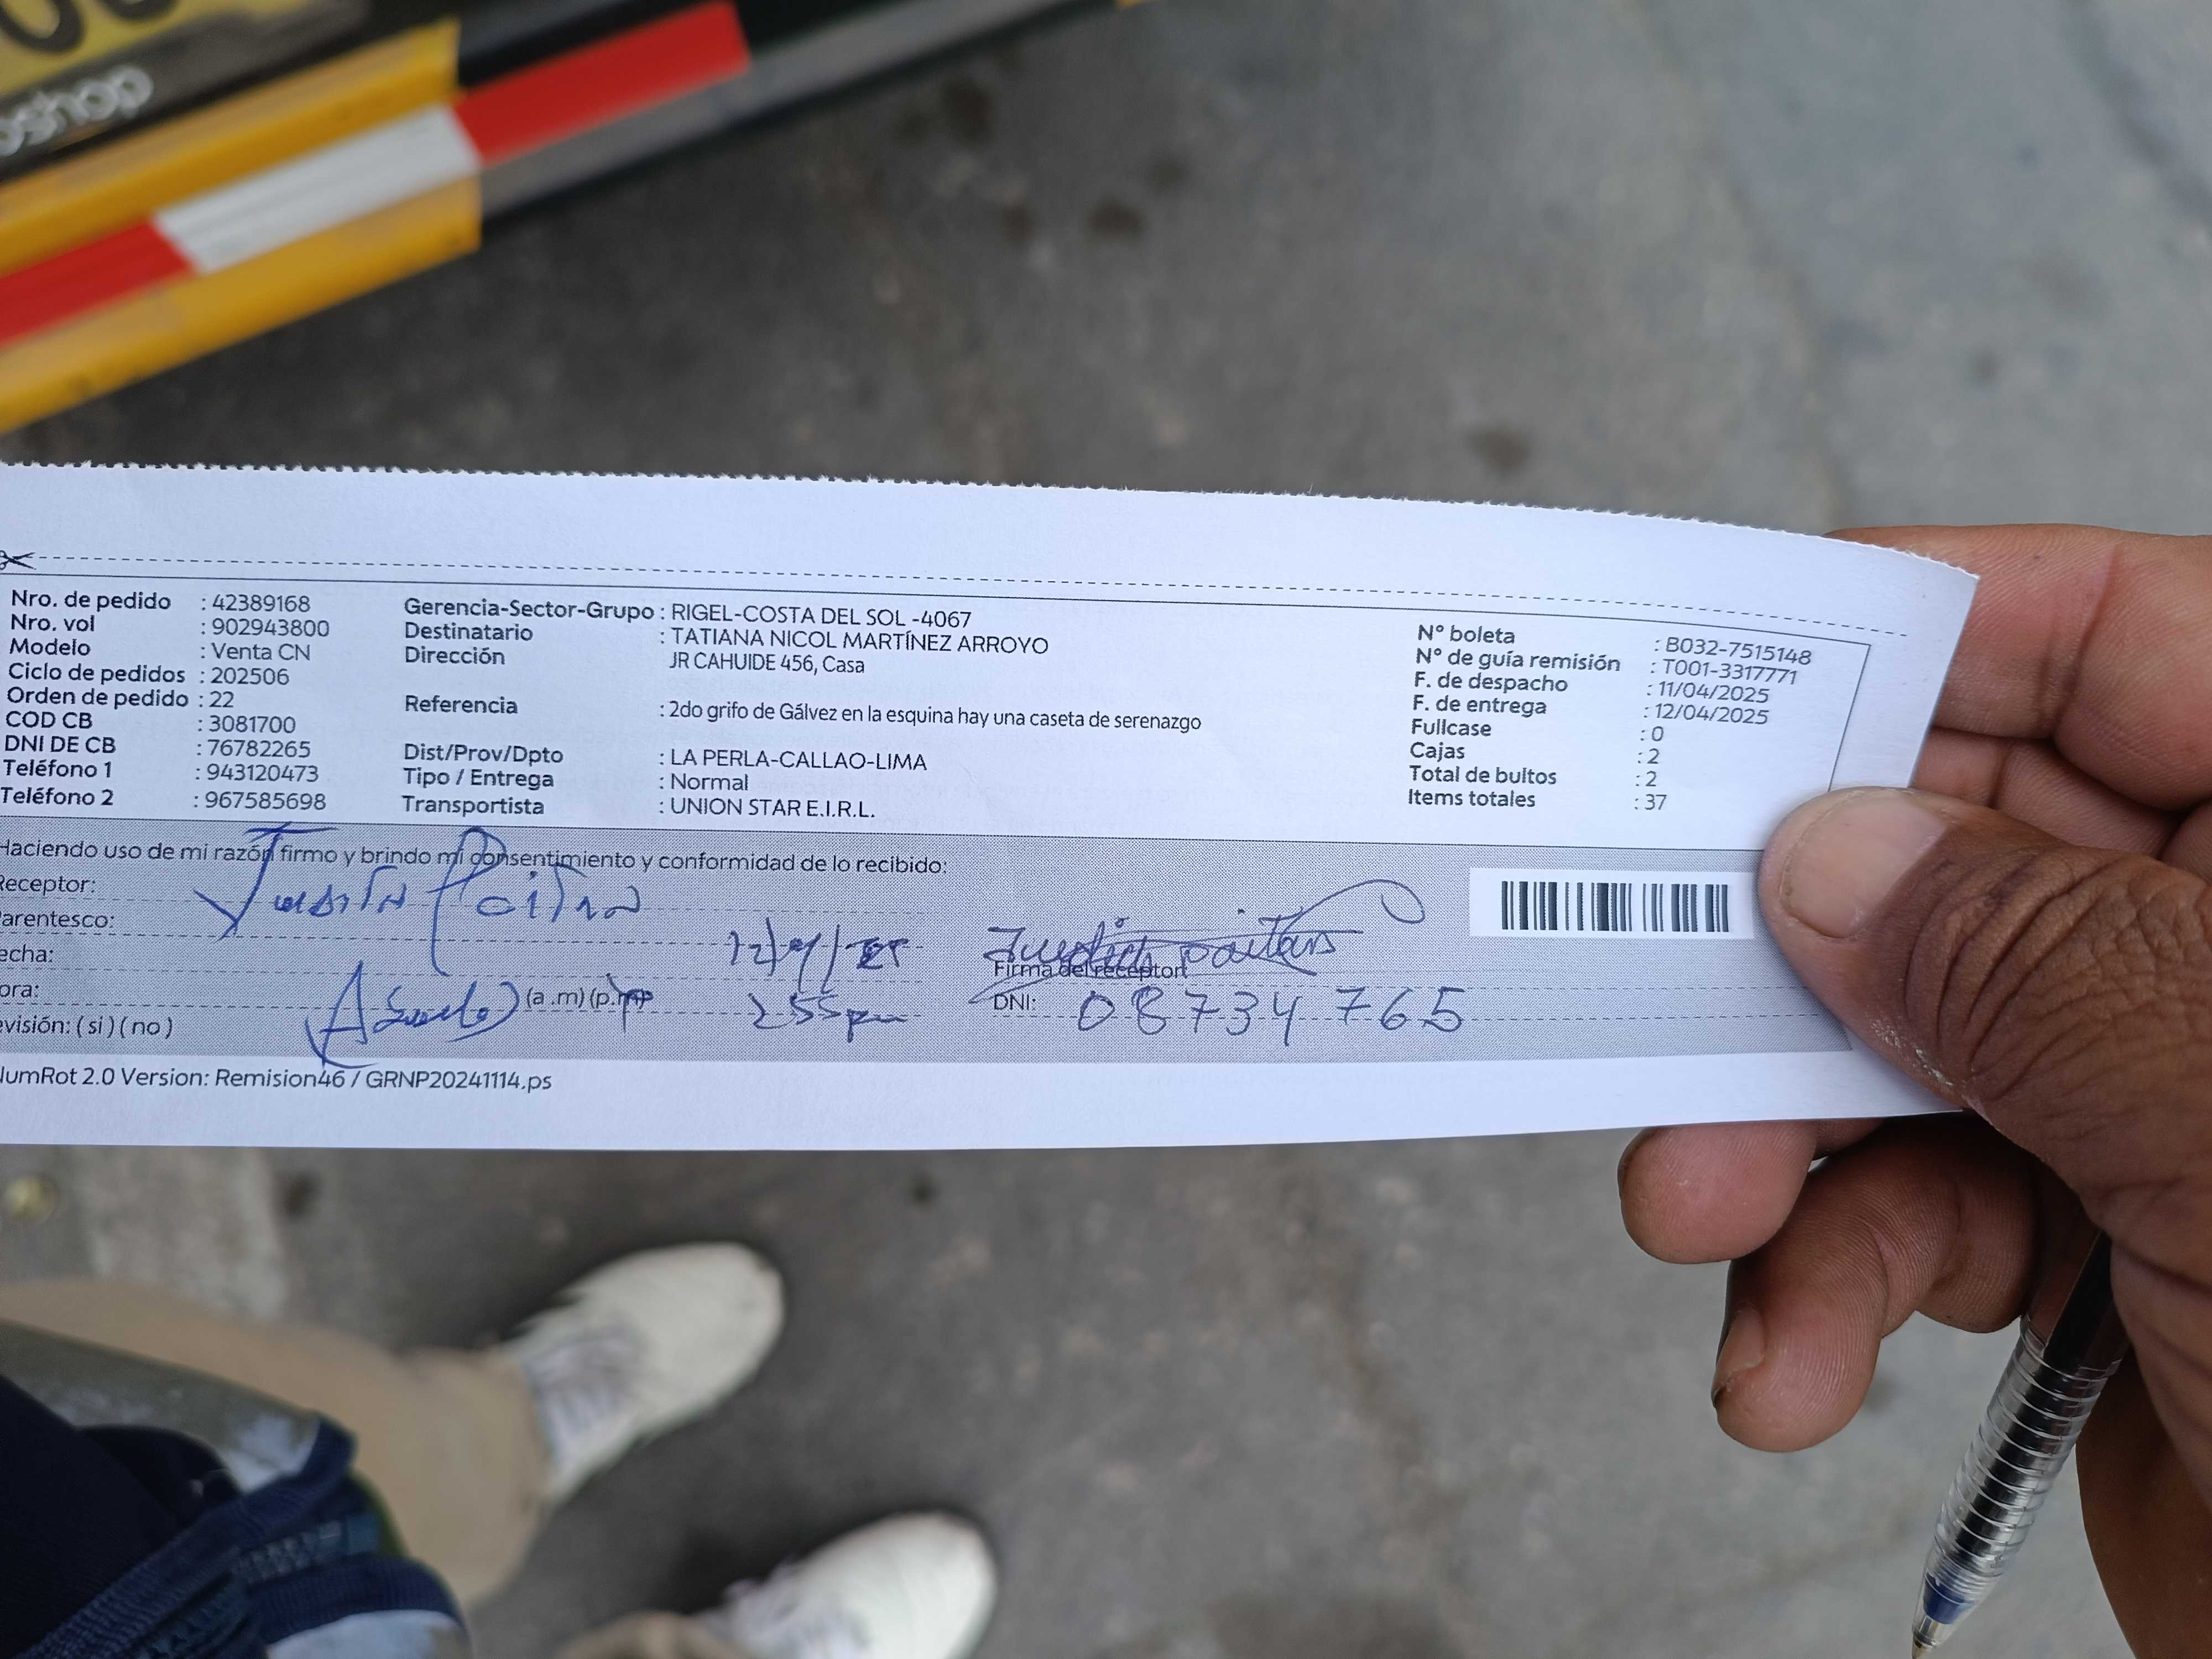 oshop
Nro. de pedido : 42389168
Nro. vol : 902943800
Modelo : Venta CN
Ciclo de pedidos : 202506
Orden de pedido : 22
COD CB : 3081700
DNI DE CB : 76782265
Teléfono 1 : 943120473
Teléfono 2 : 967585698
Gerencia-Sector-Grupo : RIGEL-COSTA DEL SOL -4067
Destinatario : TATIANA NICOL MARTÍNEZ ARROYO
Dirección JR CAHUIDE 456, Casa
Referencia : 2do grifo de Gálvez en la esquina hay una caseta de serenazgo
Dist/Prov/Dpto : LA PERLA-CALLAO-LIMA
Tipo / Entrega : Normal
Transportista : UNION STAR E.I.R.L.
N° boleta : B032-7515148
N° de guía remisión : T001-3317771
F. de despacho : 11/04/2025
F. de entrega : 12/04/2025
Fullcase : 0
Cajas : 2
Total de bultos : 2
Items totales : 37
Haciendo uso de mi razón firmo y brindo mi consentimiento y conformidad de lo recibido:
Receptor:
arentesco:
echa:
ora: (a .m) (p.m)
evisión: ( si ) ( no )
255pm
Firma del receptor
DNI: 08734765
NumRot 2.0 Version: Remision46 / GRNP20241114.ps